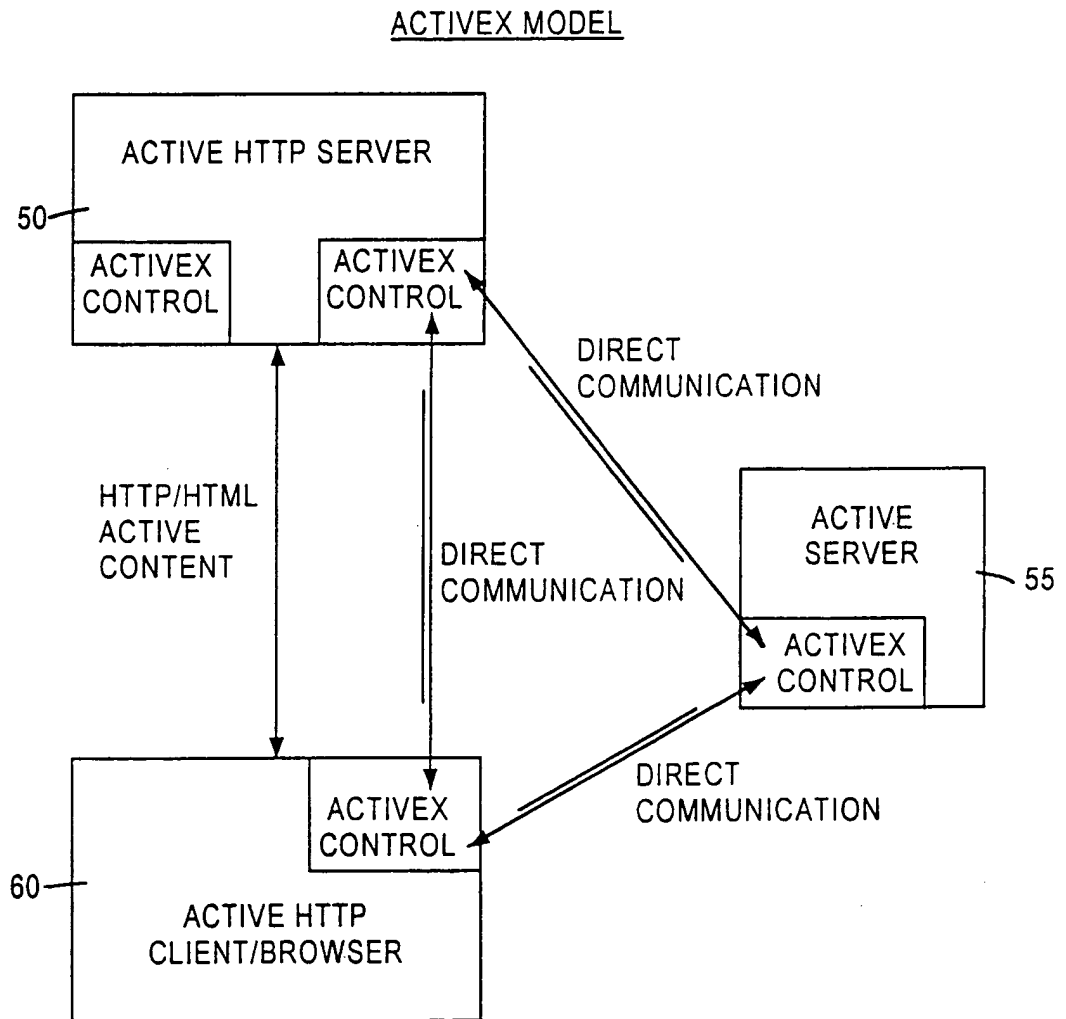 ACTIVEX MODEL
ACTIVE HTTP SERVER
50
ACTIVEX
CONTROL
ACTIVEX
CONTROL
DIRECT
COMMUNICATION
HTTP/HTML
ACTIVE
CONTENT
DIRECT
COMMUNICATION
ACTIVE
SERVER
55
ACTIVEX
CONTROL
DIRECT
COMMUNICATION
ACTIVEX
CONTROL
60
ACTIVE HTTP
CLIENT/BROWSER